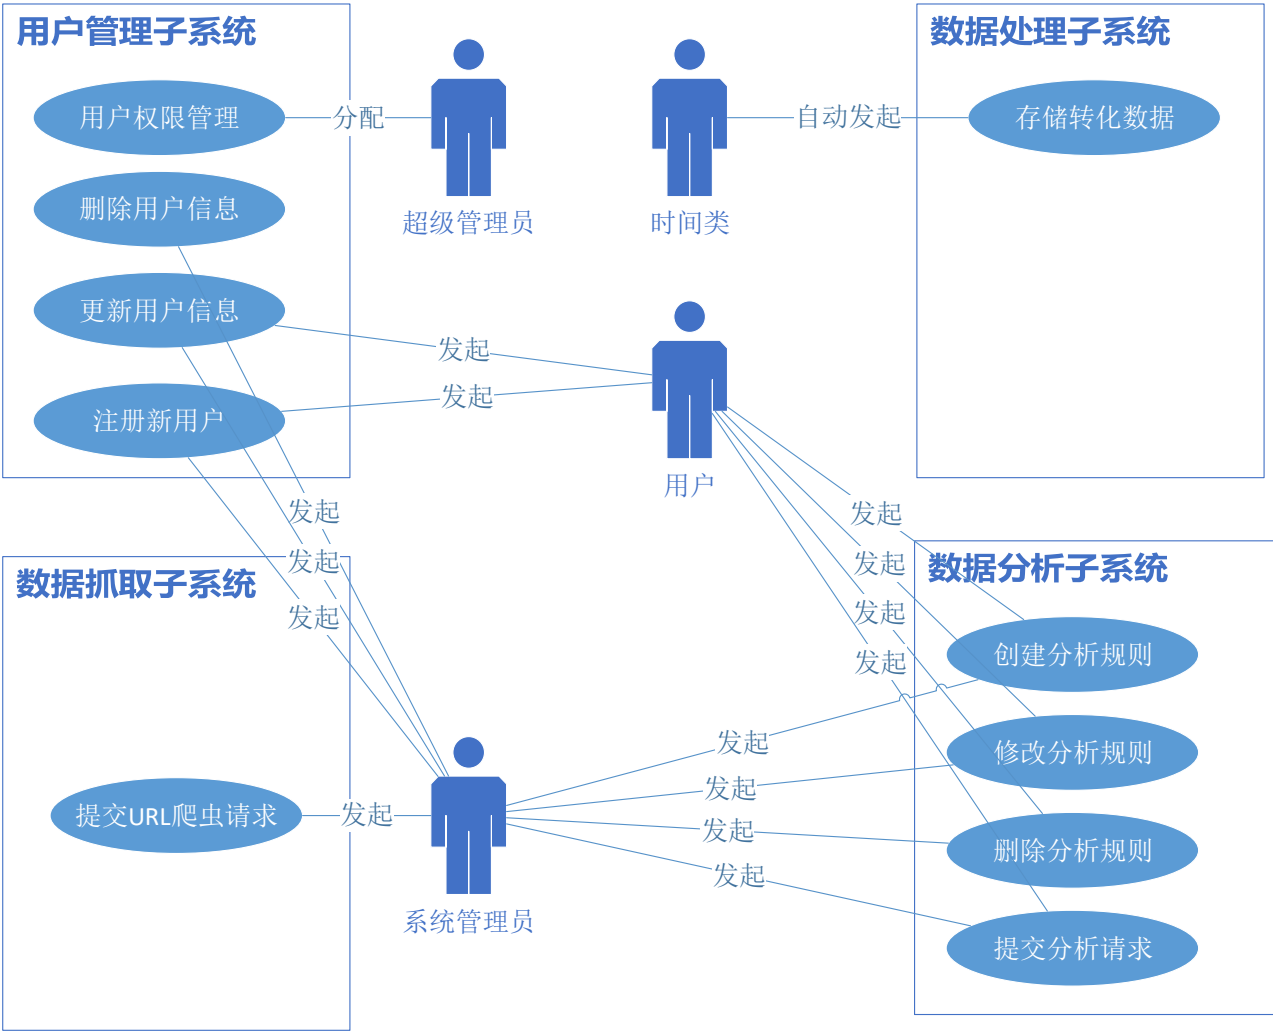 用户管理子系统
数据处理子系统
用户权限管理
分配
自动发起
存储转化数据
删除用户信息
超级管理员
时间类
更新用户信息
发起
发起
注册新用户
用户
发起
发起
发起
发起
发起
发起
发起
数据抓取子系统
数据分析子系统
创建分析规则
发起
修改分析规则
发起
提交URL爬虫请求
发起
发起
删除分析规则
发起
系统管理员
提交分析请求